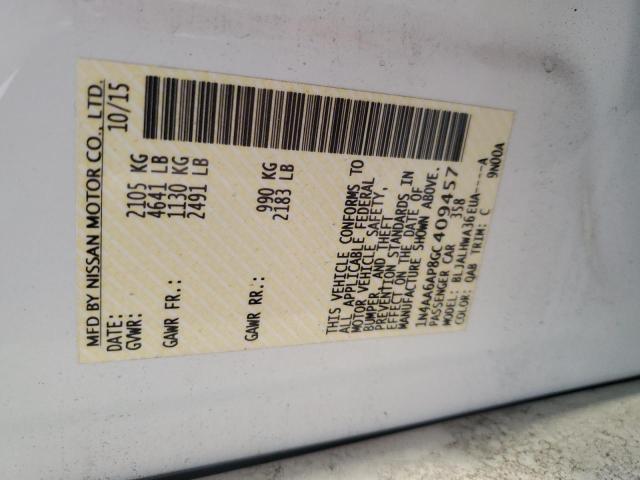 MFD BY NISSAN MOTOR CO., LTD.
DATE: 10/15
GVWR: 2105 KG
4641 LB
GAWR FR.: 1130 KG
2491 LB
GAWR RR.: 990 KG
2183 LB
THIS VEHICLE CONFORMS TO
ALL APPLICABLE FEDERAL
MOTOR VEHICLE SAFETY,
BUMPER, AND THEFT
PREVENTION STANDARDS IN
EFFECT ON THE DATE OF
MANUFACTURE SHOWN ABOVE.
1N4AA6AP8GC409457
PASSENGER CAR 358
MODEL: BLJALHWA36EUA----A
COLOR: QAB TRIM: C 9N00A